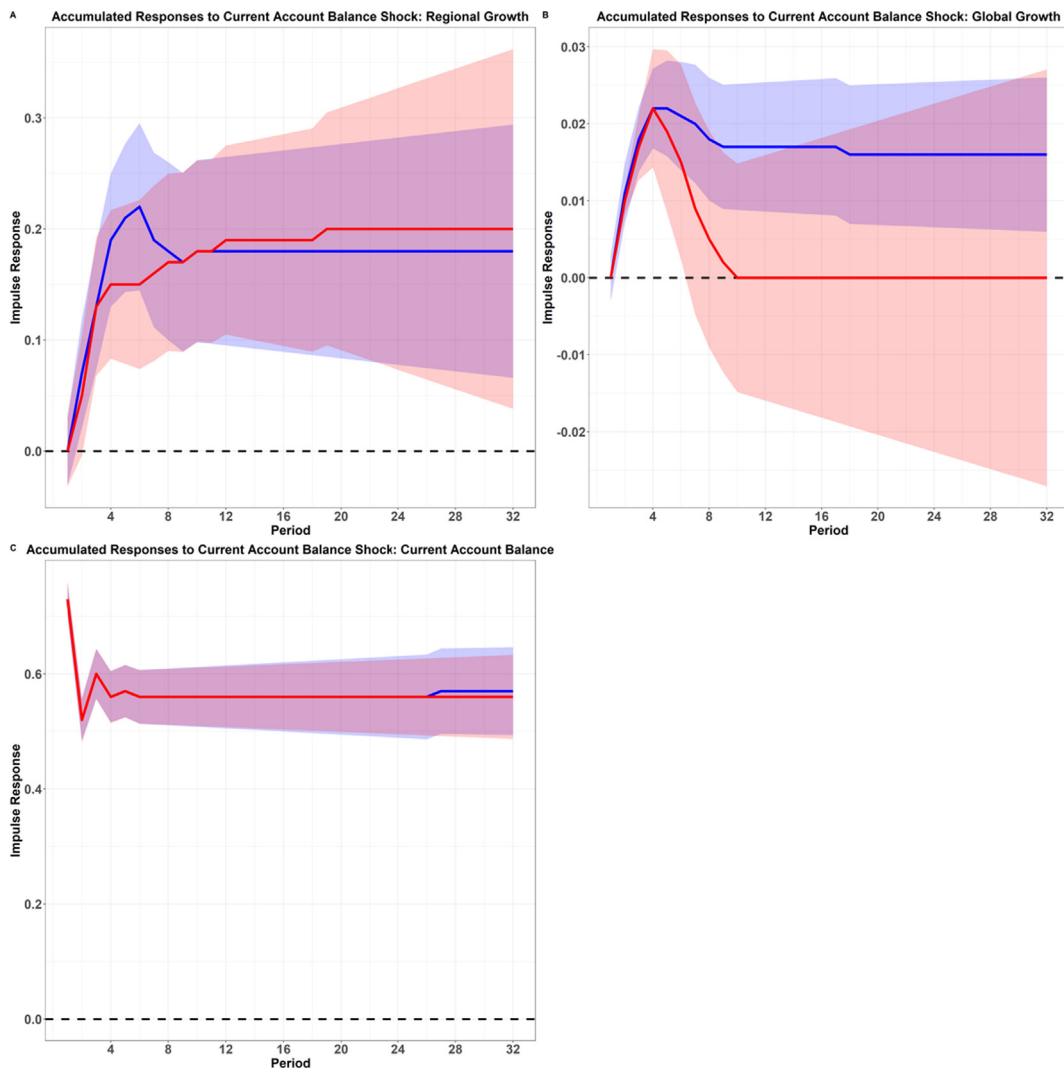 A Accumulated Responses to Current Account Balance Shock: Regional Growth
Impulse Response
0.3
0.2
0.1
0.0
4 8 12 16 20 24 28 32
Period
B Accumulated Responses to Current Account Balance Shock: Global Growth
Impulse Response
0.03
0.02
0.01
0.00
-0.01
-0.02
4 8 12 16 20 24 28 32
Period
C Accumulated Responses to Current Account Balance Shock: Current Account Balance
Impulse Response
0.6
0.4
0.2
0.0
4 8 12 16 20 24 28 32
Period